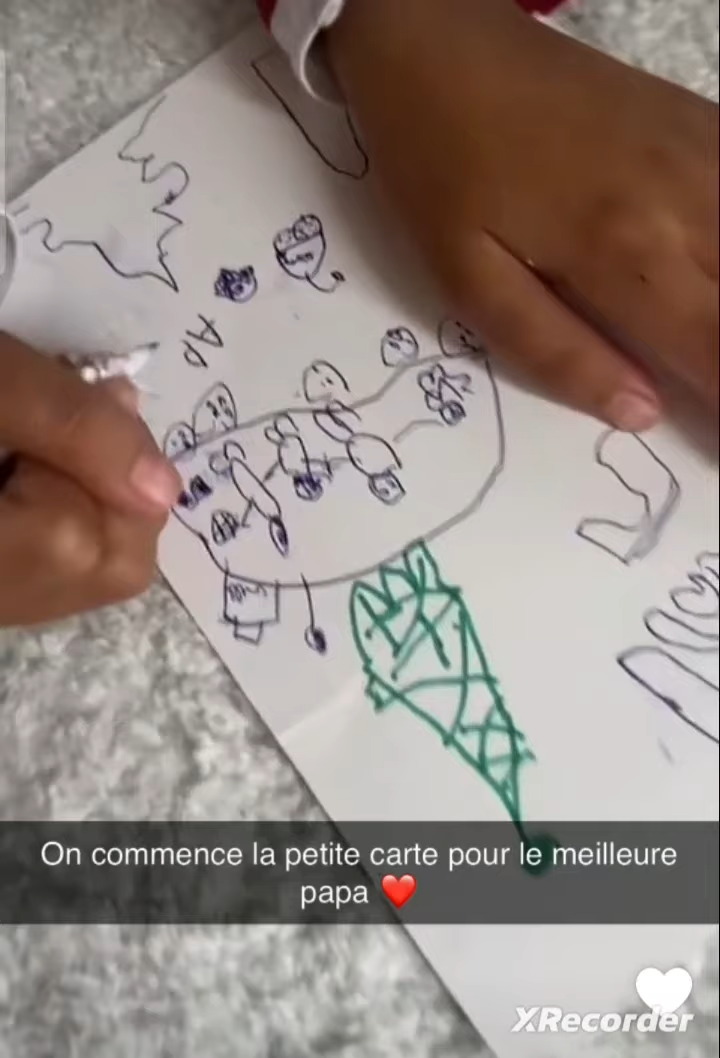 On commence la petite carte pour le meilleure
papa ❤️
XRecorder